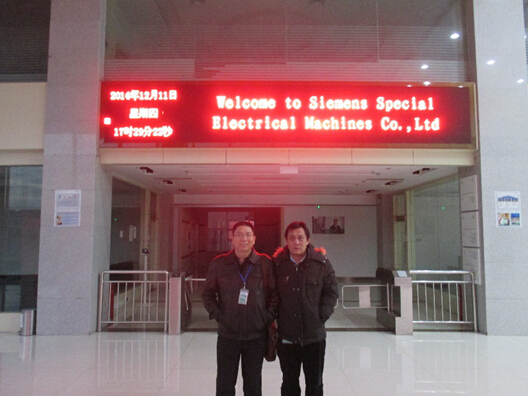 2014年12月11日
星期四
17时29分23秒
Welcome to Siemens Special
Electrical Machines Co.,Ltd